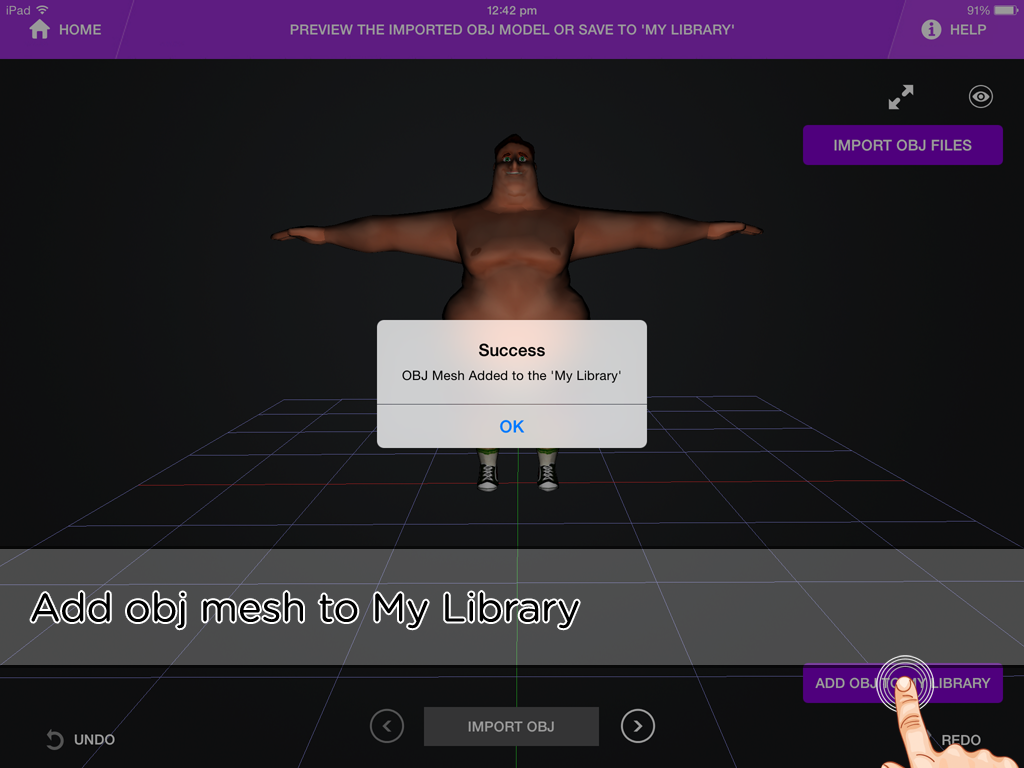 iPad 12:42 pm 91%
HOME PREVIEW THE IMPORTED OBJ MODEL OR SAVE TO 'MY LIBRARY' HELP
IMPORT OBJ FILES
Success
OBJ Mesh Added to the 'My Library'
OK
Add obj mesh to My Library
ADD OBJ TO MY LIBRARY
IMPORT OBJ
UNDO REDO